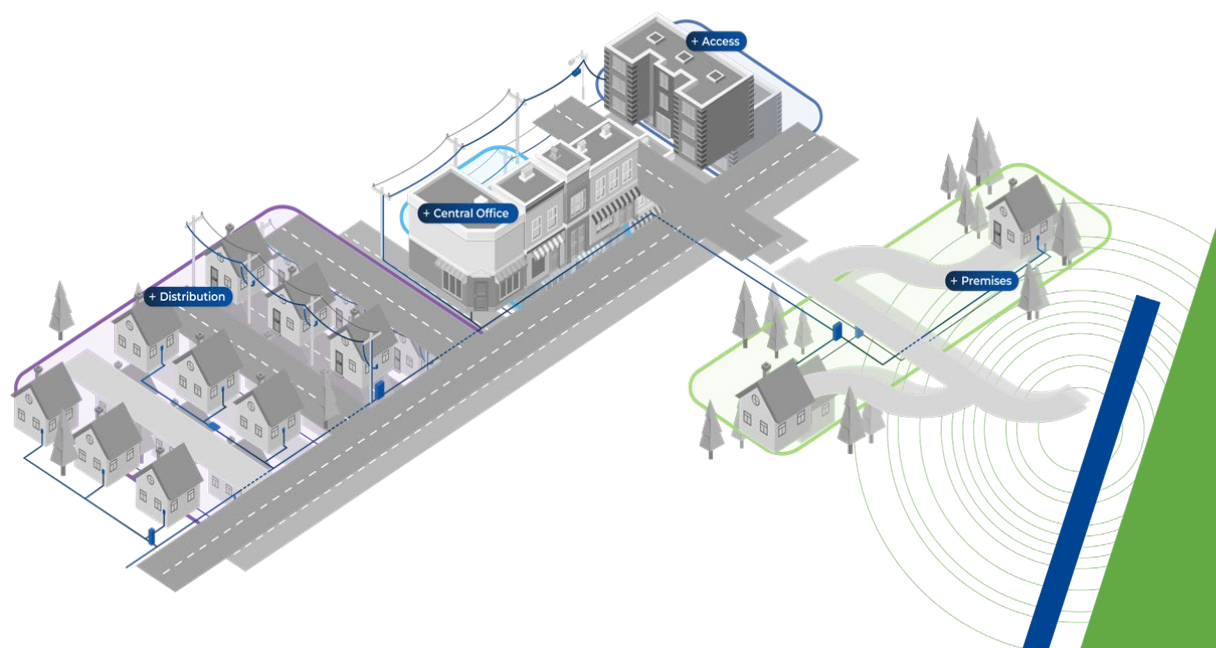 + Access
+ Central Office
+ Premises
+ Distribution